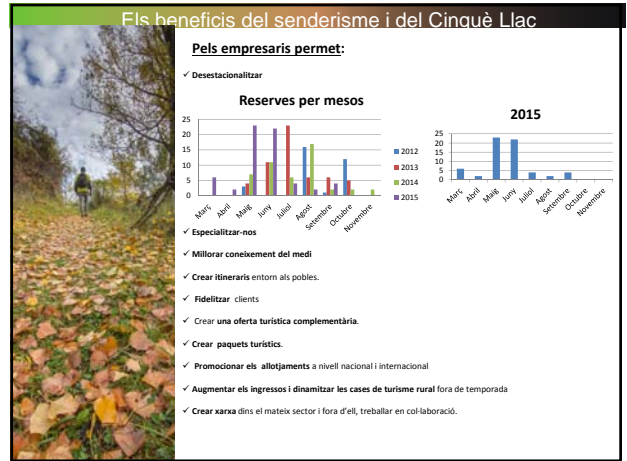 Els beneficis del senderisme i del Cinquè Llac
Pels empresaris permet:
✓ Desestacionalitzar
Reserves per mesos
25
20
15
10
5
0
Març
Abril
Maig
Juny
Juliol
Agost
Setembre
Octubre
Novembre
2012
2013
2014
2015
2015
25
20
15
10
5
0
Març
Abril
Maig
Juny
Juliol
Agost
Setembre
Octubre
Novembre
✓ Especialitzar-nos
✓ Millorar coneixement del medi
✓ Crear itineraris entorn als pobles.
✓ Fidelitzar clients
✓ Crear una oferta turística complementària.
✓ Crear paquets turístics.
✓ Promocionar els allotjaments a nivell nacional i internacional
✓ Augmentar els ingressos i dinamitzar les cases de turisme rural fora de temporada
✓ Crear xarxa dins el mateix sector i fora d'ell, treballar en col·laboració.